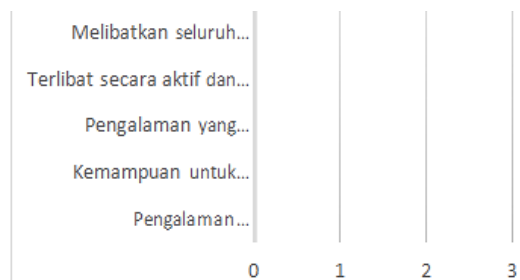 Melibatkan seluruh...
Terlibat secara aktif dan...
Pengalaman yang...
Kemampuan untuk...
Pengalaman...
0 1 2 3